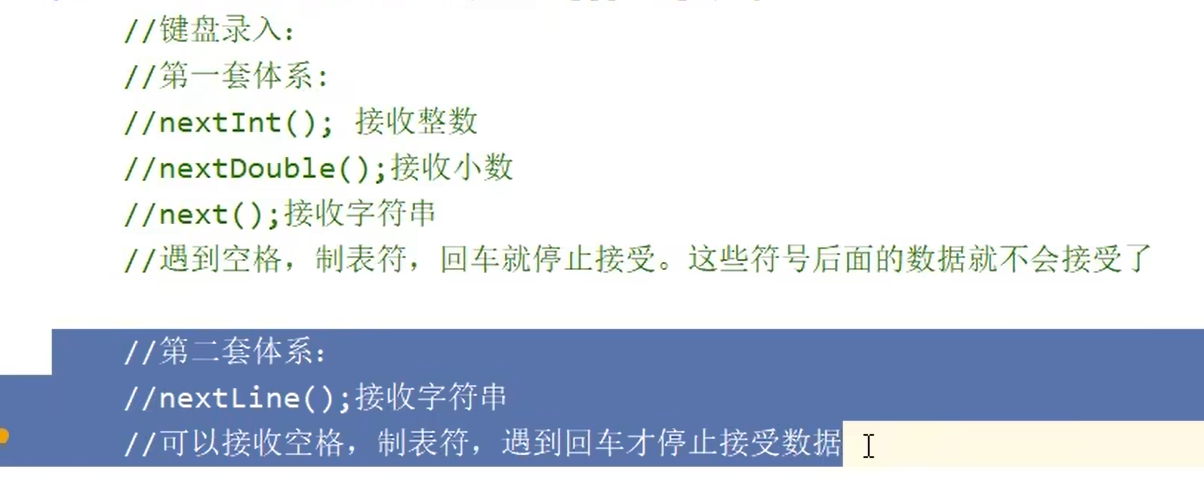 //键盘录入：
//第一套体系：
//nextInt(); 接收整数
//nextDouble();接收小数
//next();接收字符串
//遇到空格，制表符，回车就停止接受。这些符号后面的数据就不会接受了
//第二套体系：
//nextLine();接收字符串
//可以接收空格，制表符，遇到回车才停止接受数据